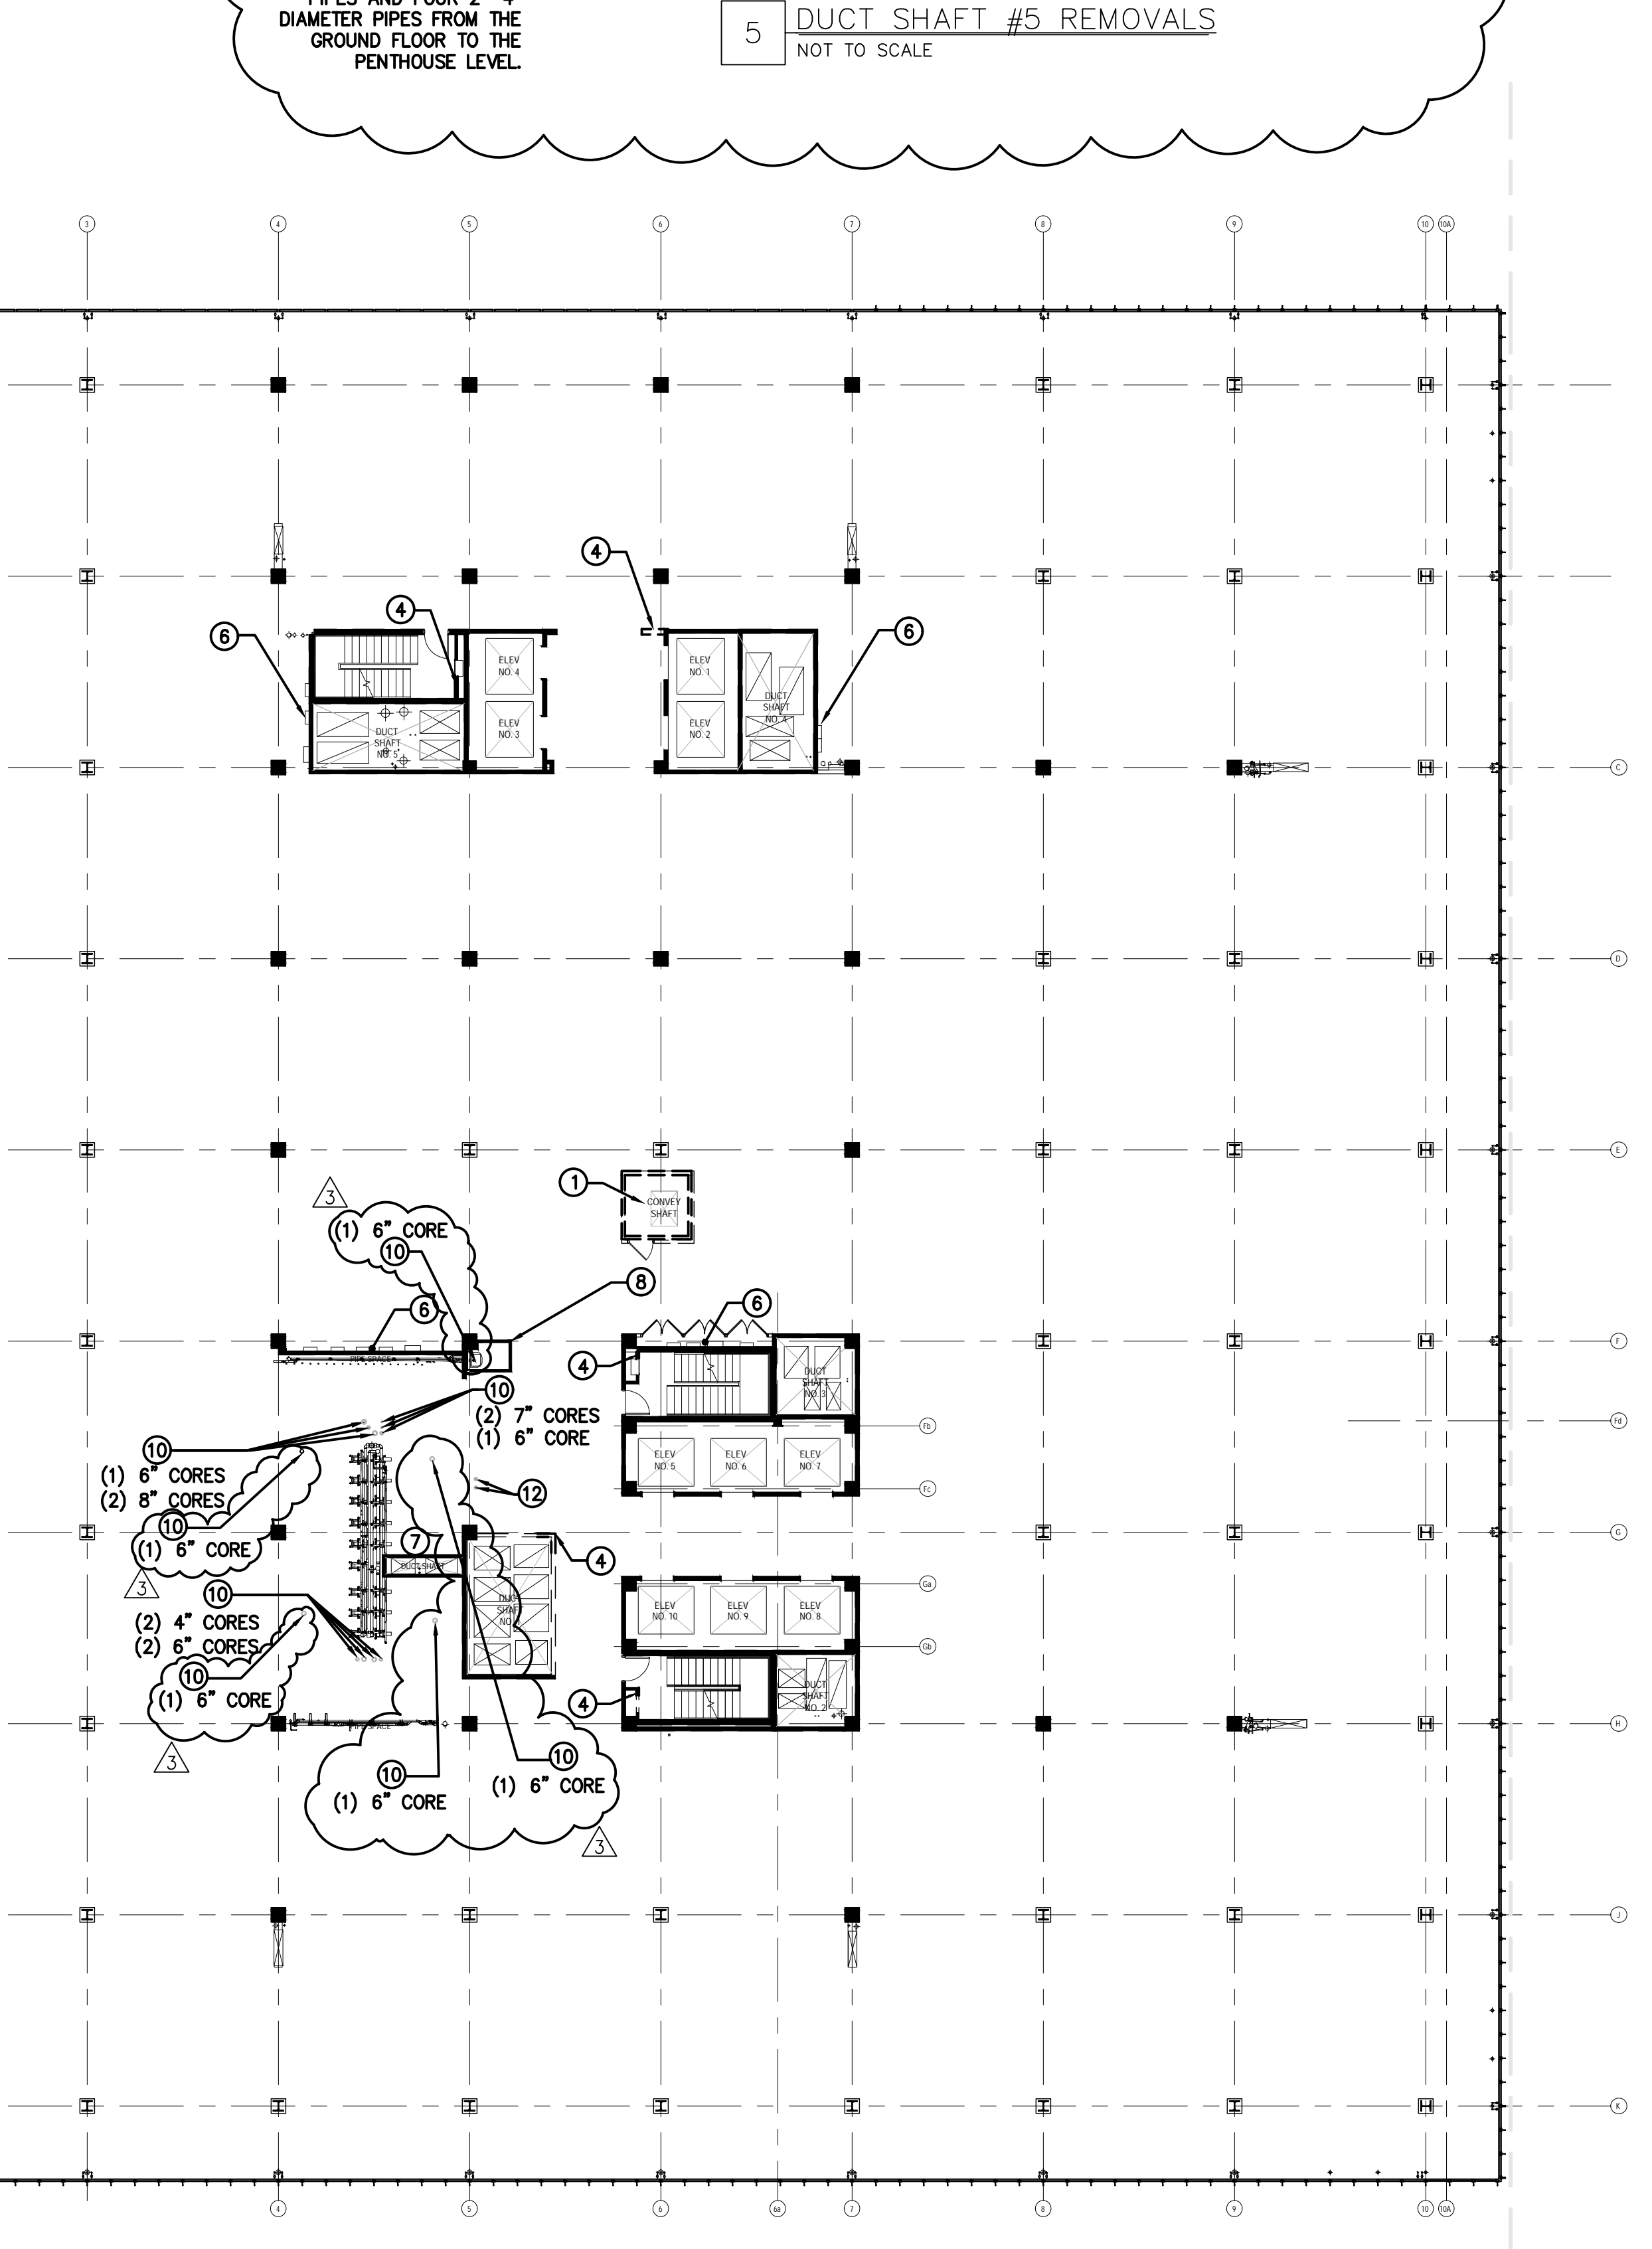 DIAMETER PIPES FROM THE
GROUND FLOOR TO THE
PENTHOUSE LEVEL.
5
DUCT SHAFT #5 REMOVALS
NOT TO SCALE
3
4
5
6
7
8
9
10
10A
4
4
6
6
ELEV
NO. 4
ELEV
NO. 1
ELEV
NO. 3
ELEV
NO. 2
DUCT
SHAFT
NO. 5
DUCT
SHAFT
NO. 4
C
D
E
1
CONVEY
SHAFT
3
(1) 6" CORE
10
8
6
6
F
PIPE SPACE
4
DUCT
SHAFT
NO. 3
10
(2) 7" CORES
(1) 6" CORE
Fb
Fd
10
(1) 6" CORES
(2) 8" CORES
ELEV
NO. 5
ELEV
NO. 6
ELEV
NO. 7
Fc
12
10
(1) 6" CORE
3
G
7
DUCT SHAFT
4
DUCT
SHAFT
10
(2) 4" CORES
(2) 6" CORES
ELEV
NO. 10
ELEV
NO. 9
ELEV
NO. 8
Ga
Gb
10
(1) 6" CORE
3
4
DUCT
SHAFT
NO. 2
PIPE SPACE
H
10
(1) 6" CORE
10
(1) 6" CORE
3
J
K
4
5
6
6a
7
8
9
10
10A